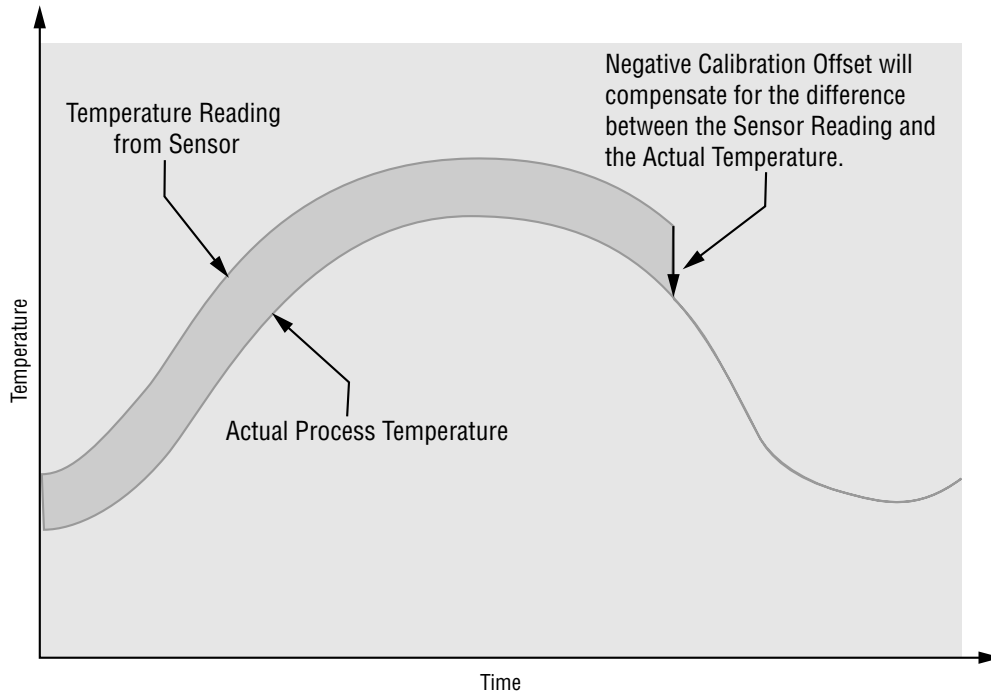 Negative Calibration Offset will
compensate for the difference
between the Sensor Reading and
the Actual Temperature.
Temperature Reading
from Sensor
Actual Process Temperature
Temperature
Time